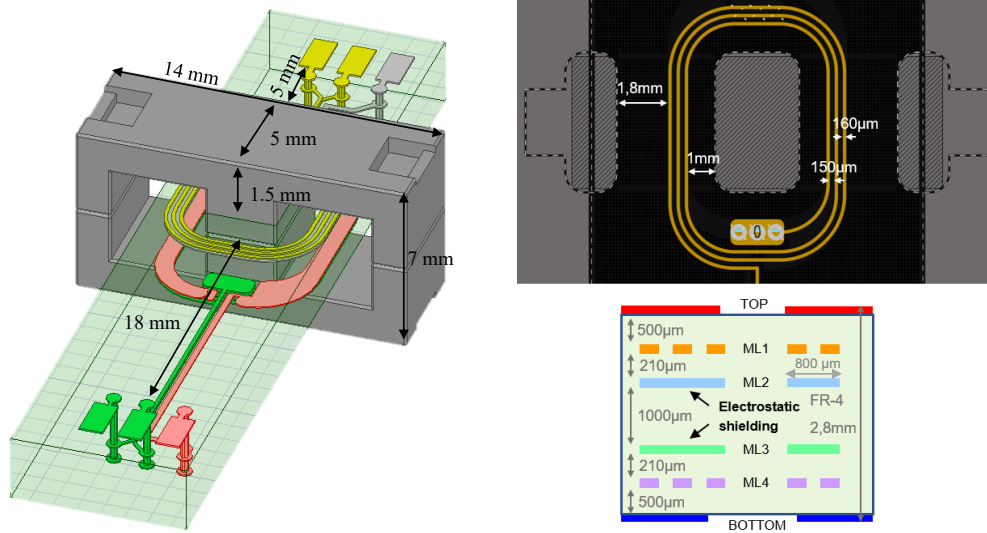 14 mm
5 mm
5 mm
1.5 mm
7 mm
18 mm
1,8mm
1mm
160µm
150µm
0
TOP
500µm
ML1
210µm
800 µm
ML2
FR-4
1000µm
Electrostatic
shielding
2,8mm
ML3
210µm
ML4
500µm
BOTTOM